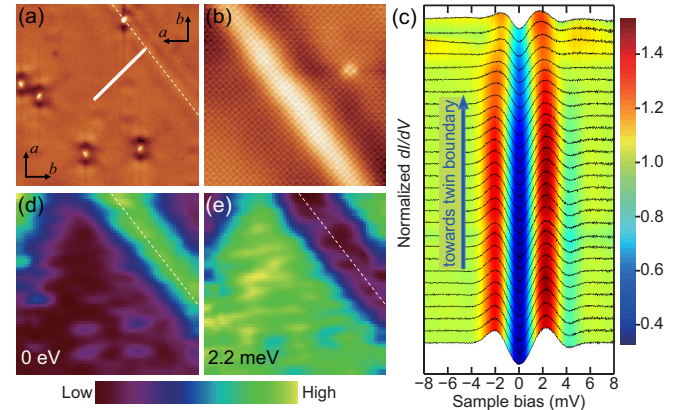 (a)
b
a
a
b
(b)
(c)
Normalized dI/dV
towards twin boundary
1.4
1.2
1.0
0.8
0.6
0.4
−8 −6 −4 −2 0 2 4 6 8
Sample bias (mV)
(d)
0 eV
(e)
2.2 meV
Low
High